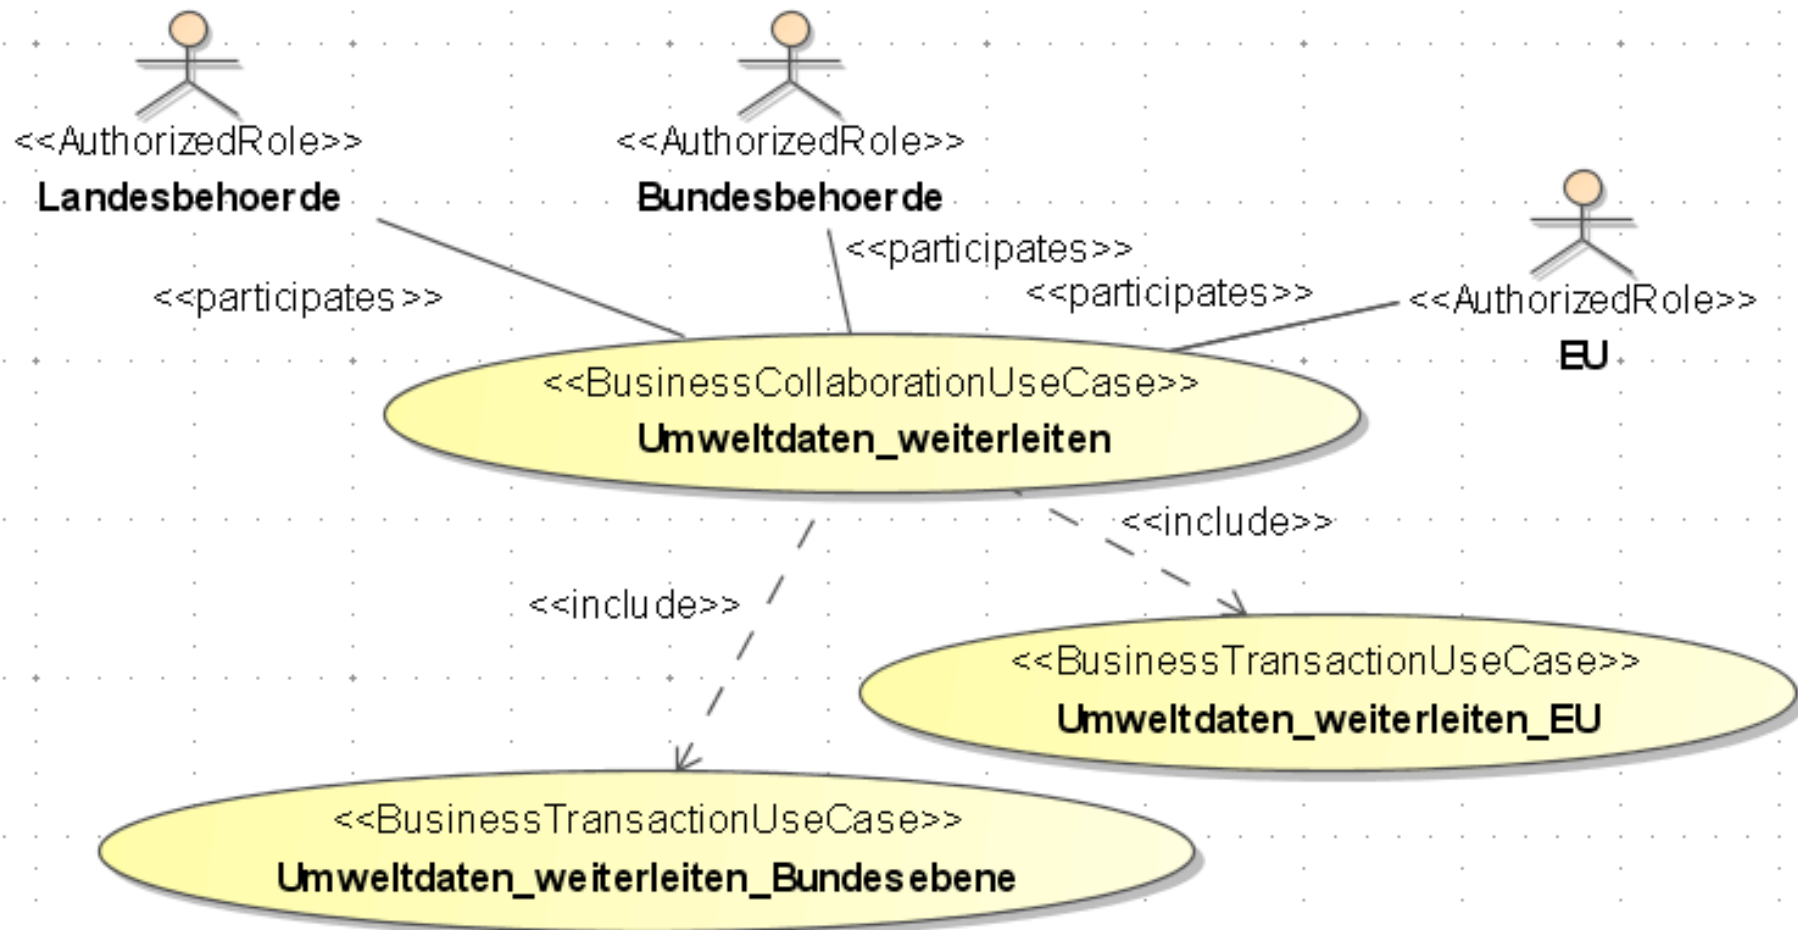 <<AuthorizedRole>>
Landesbehoerde
<<AuthorizedRole>>
Bundesbehoerde
<<AuthorizedRole>>
EU
<<participates>>
<<participates>>
<<participates>>
<<BusinessCollaborationUseCase>>
Umweltdaten_weiterleiten
<<include>>
<<include>>
<<BusinessTransactionUseCase>>
Umweltdaten_weiterleiten_EU
<<BusinessTransactionUseCase>>
Umweltdaten_weiterleiten_Bundesebene